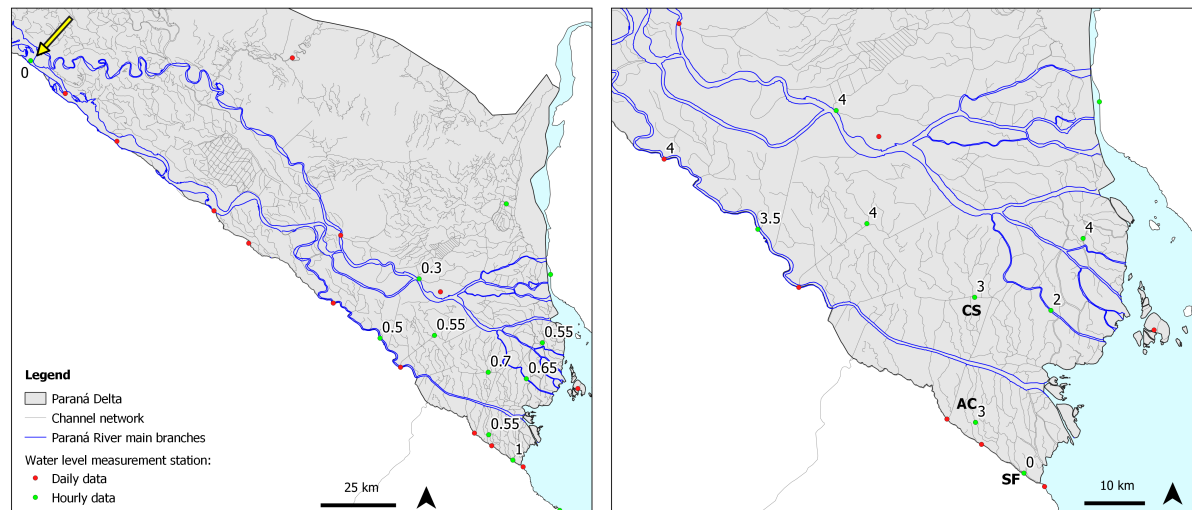 0
0.3
0.5
0.55
0.55
0.7
0.65
0.55
1
Legend
Paraná Delta
Channel network
Paraná River main branches
Water level measurement station:
Daily data
Hourly data
25 km
4
4
4
3.5
4
3
CS
2
AC
3
0
SF
10 km